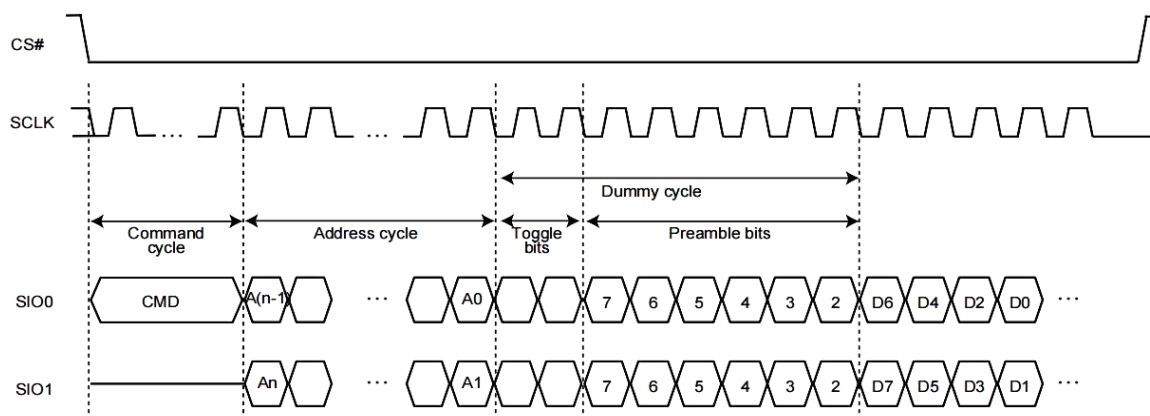 CS#
SCLK
Dummy cycle
Command cycle
Address cycle
Toggle bits
Preamble bits
SIO0 CMD A(n-1) ... A0 7 6 5 4 3 2 D6 D4 D2 D0 ...
SIO1 An ... A1 7 6 5 4 3 2 D7 D5 D3 D1 ...